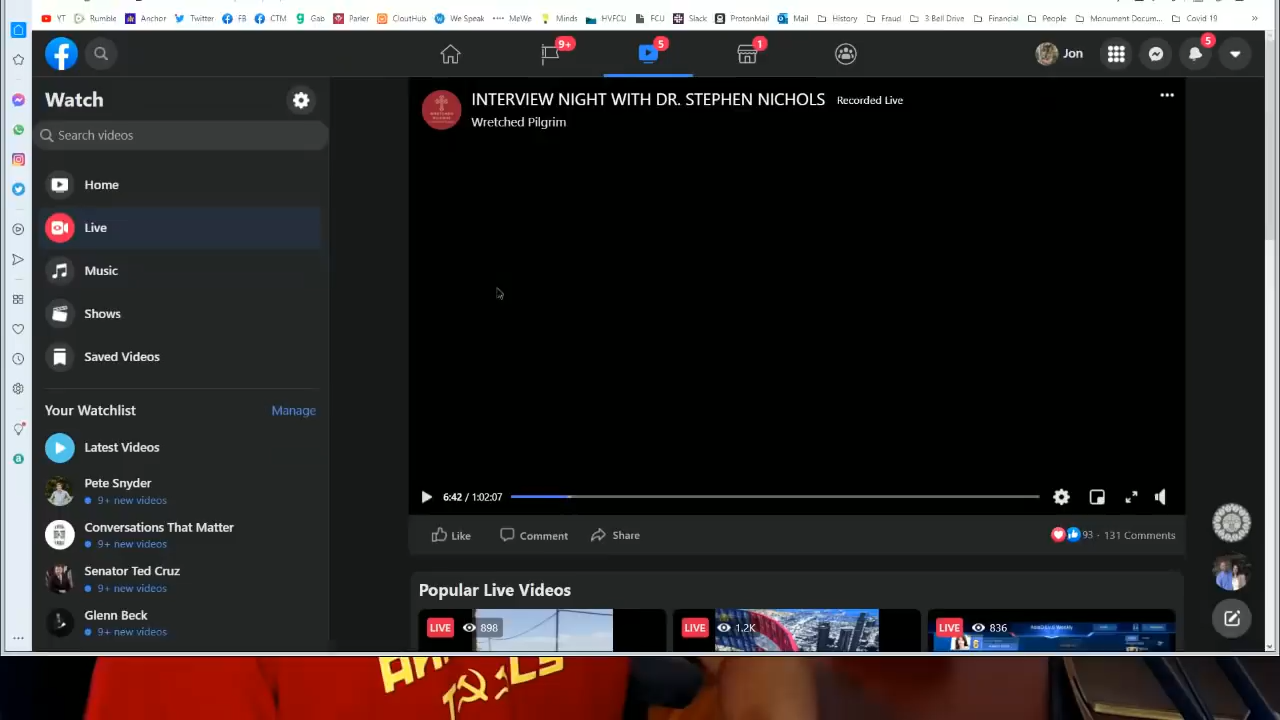 YT Rumble Anchor Twitter FB CTM Gab Parler CloutHub We Speak MeWe Minds HVFCU FCU Slack ProtonMail Mail History Fraud 3 Bell Drive Financial People Monument Docum... Covid 19 »
9+ 5 1 Jon 5
Watch
Search videos
Home
Live
Music
Shows
Saved Videos
Your Watchlist Manage
Latest Videos
Pete Snyder
9+ new videos
Conversations That Matter
9+ new videos
Senator Ted Cruz
9+ new videos
Glenn Beck
9+ new videos
INTERVIEW NIGHT WITH DR. STEPHEN NICHOLS Recorded Live
Wretched Pilgrim
6:42 / 1:02:07
Like Comment Share 93 · 131 Comments
Popular Live Videos
LIVE 898 LIVE 1.2K LIVE 836